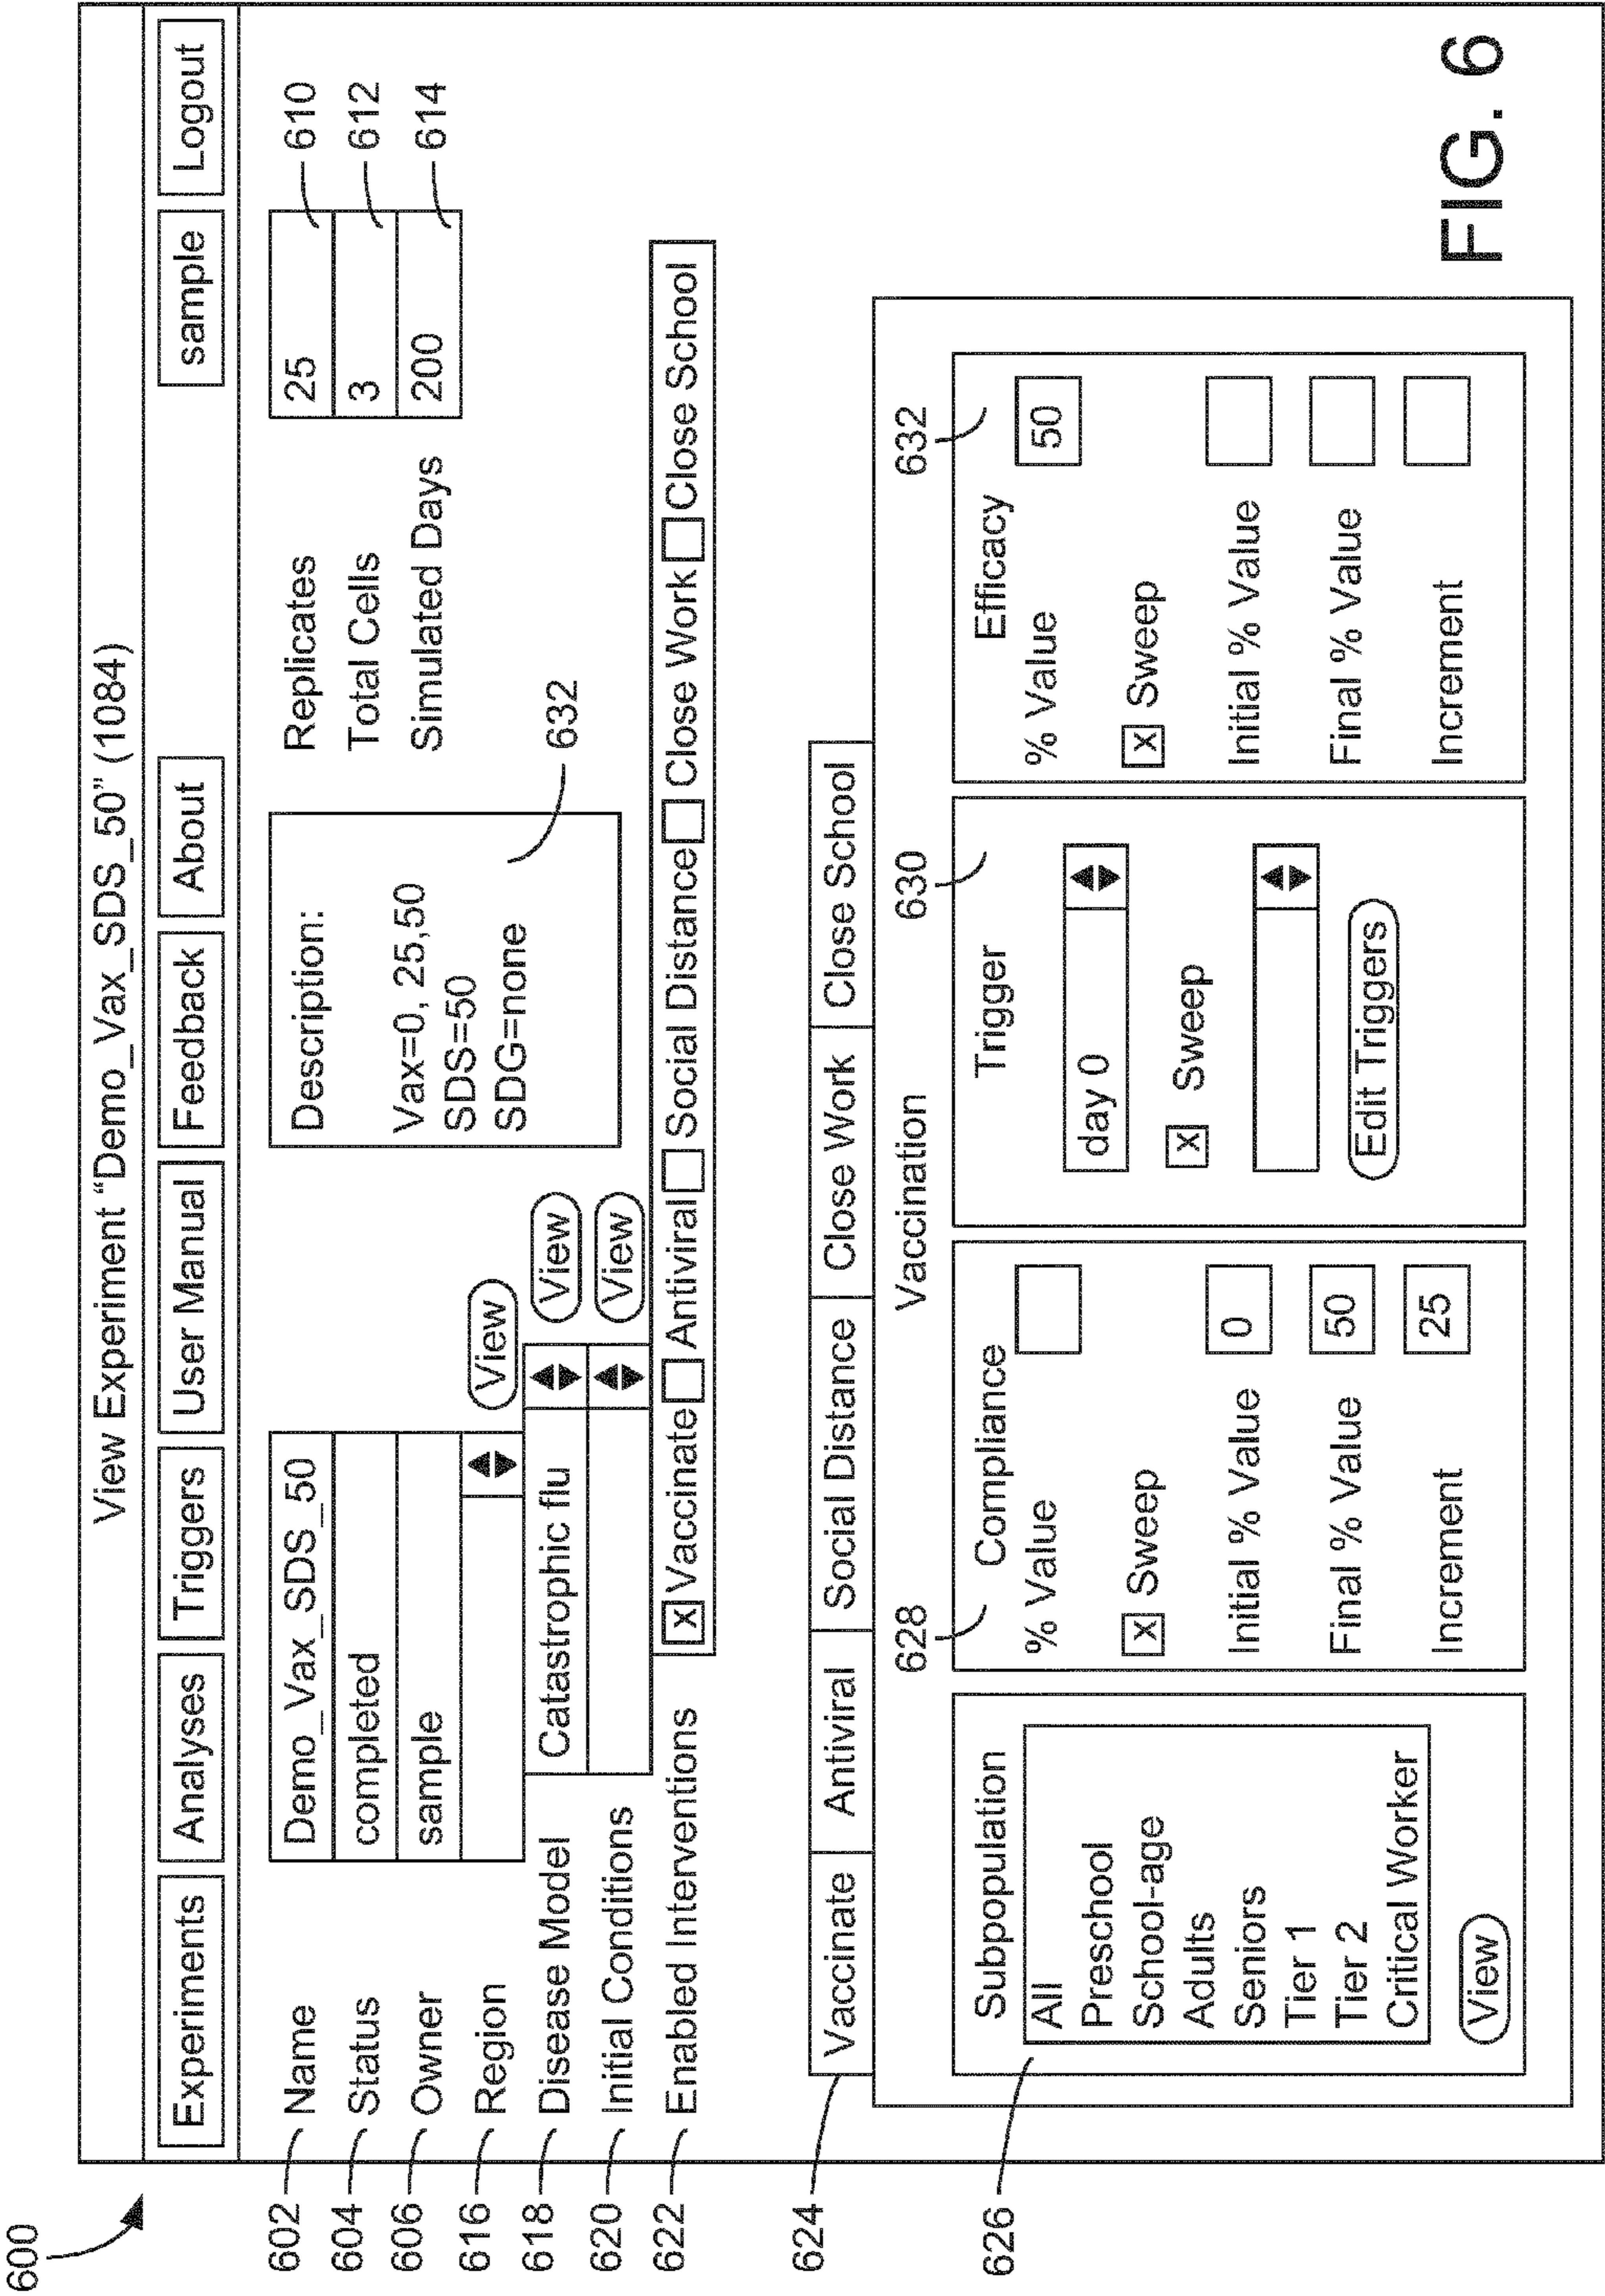 600
View Experiment “Demo_Vax_SDS_50” (1084)
Experiments Analyses Triggers User Manual Feedback About sample Logout
602 Name Demo_Vax_SDS_50
604 Status completed
606 Owner sample
616 Region View
618 Disease Model Catastrophic flu View
620 Initial Conditions View
Description:
Vax=0, 25,50
SDS=50
SDG=none
632
Replicates 25 610
Total Cells 3 612
Simulated Days 200 614
622 Enabled Interventions x Vaccinate Antiviral Social Distance Close Work Close School
624 Vaccinate Antiviral Social Distance Close Work Close School
Vaccination
626
Subpopulation
All
Preschool
School-age
Adults
Seniors
Tier 1
Tier 2
Critical Worker
View
628
Compliance
% Value
x Sweep
Initial % Value 0
Final % Value 50
Increment 25
630
Trigger
day 0
x Sweep
Edit Triggers
632
Efficacy
% Value 50
x Sweep
Initial % Value
Final % Value
Increment
FIG. 6